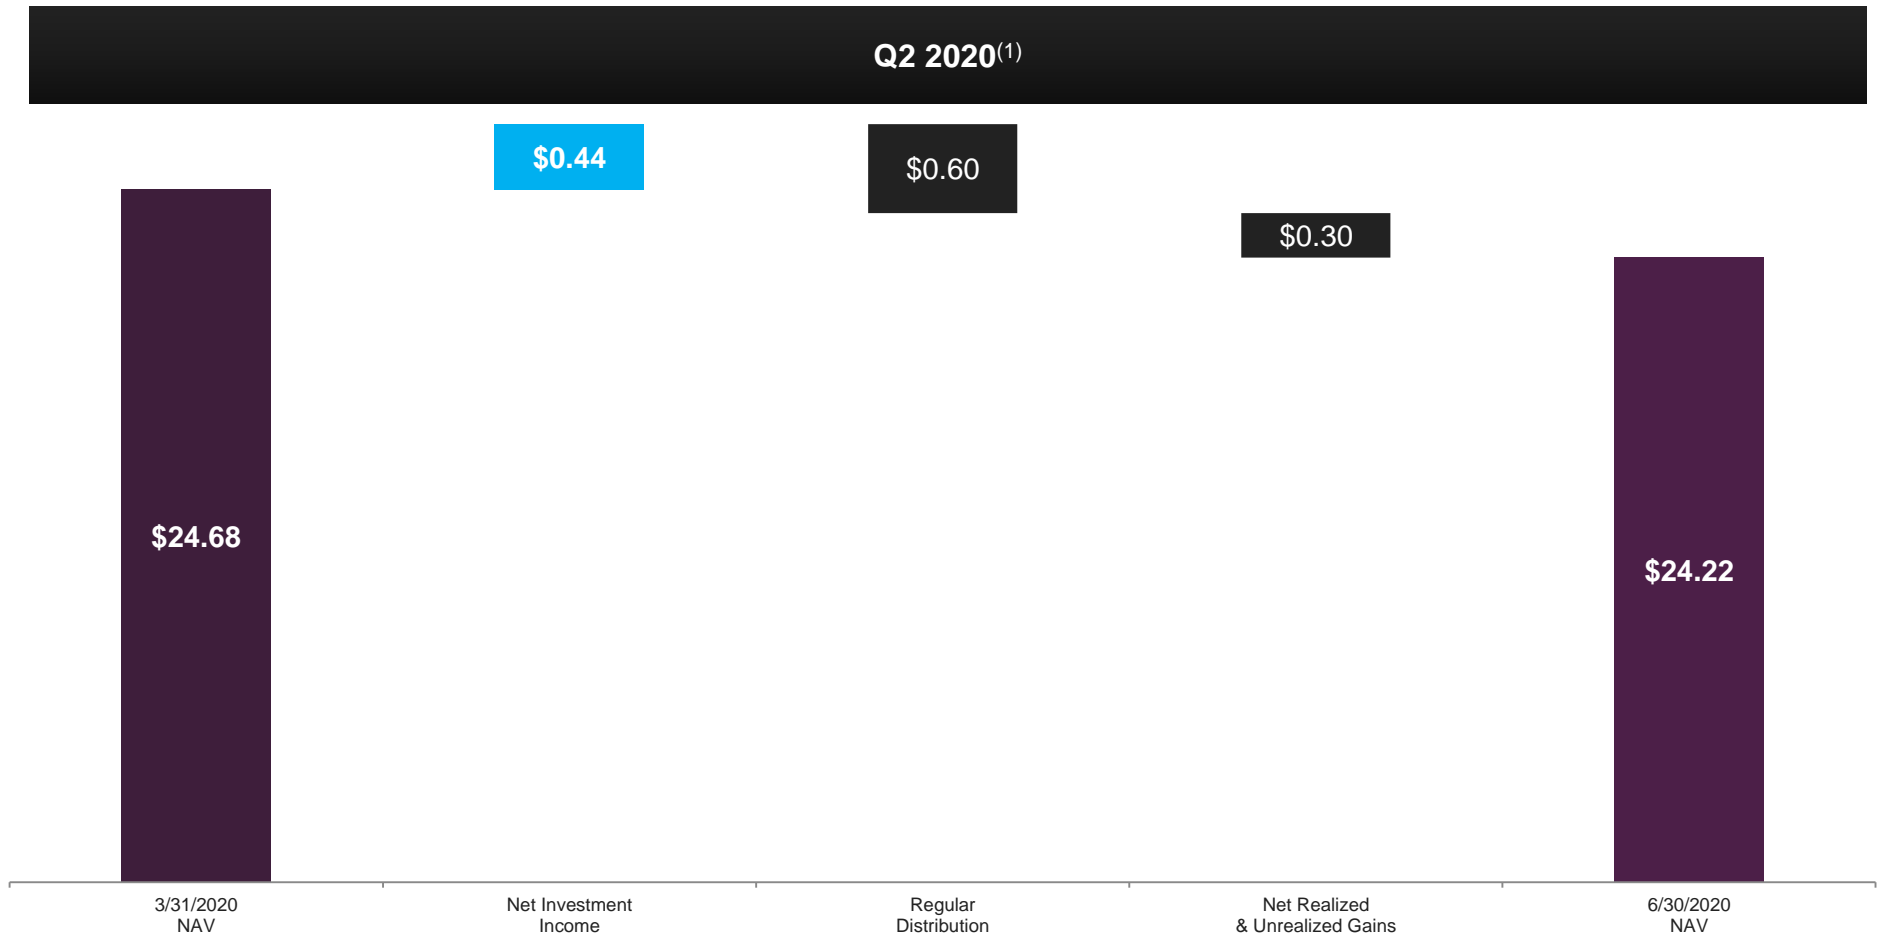 Q2 2020(1)
$0.44
$0.60
$0.30
$24.68
$24.22
3/31/2020
NAV
Net Investment
Income
Regular
Distribution
Net Realized
& Unrealized Gains
6/30/2020
NAV